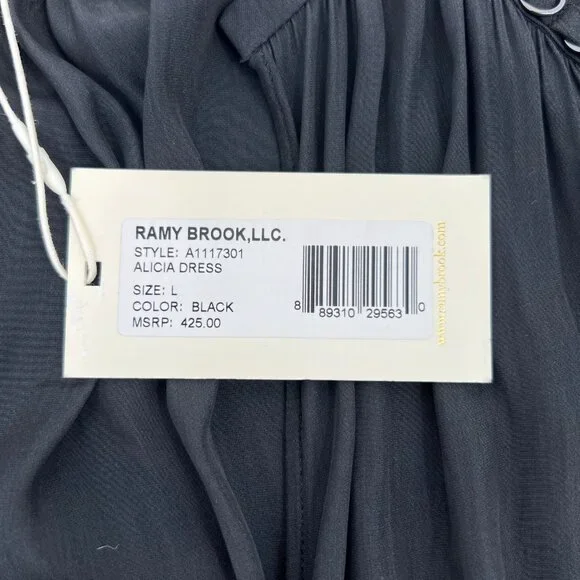 RAMY BROOK,LLC.
STYLE: A1117301
ALICIA DRESS
SIZE: L
COLOR: BLACK
MSRP: 425.00
8 89310 29563 0
www.ramybrook.com